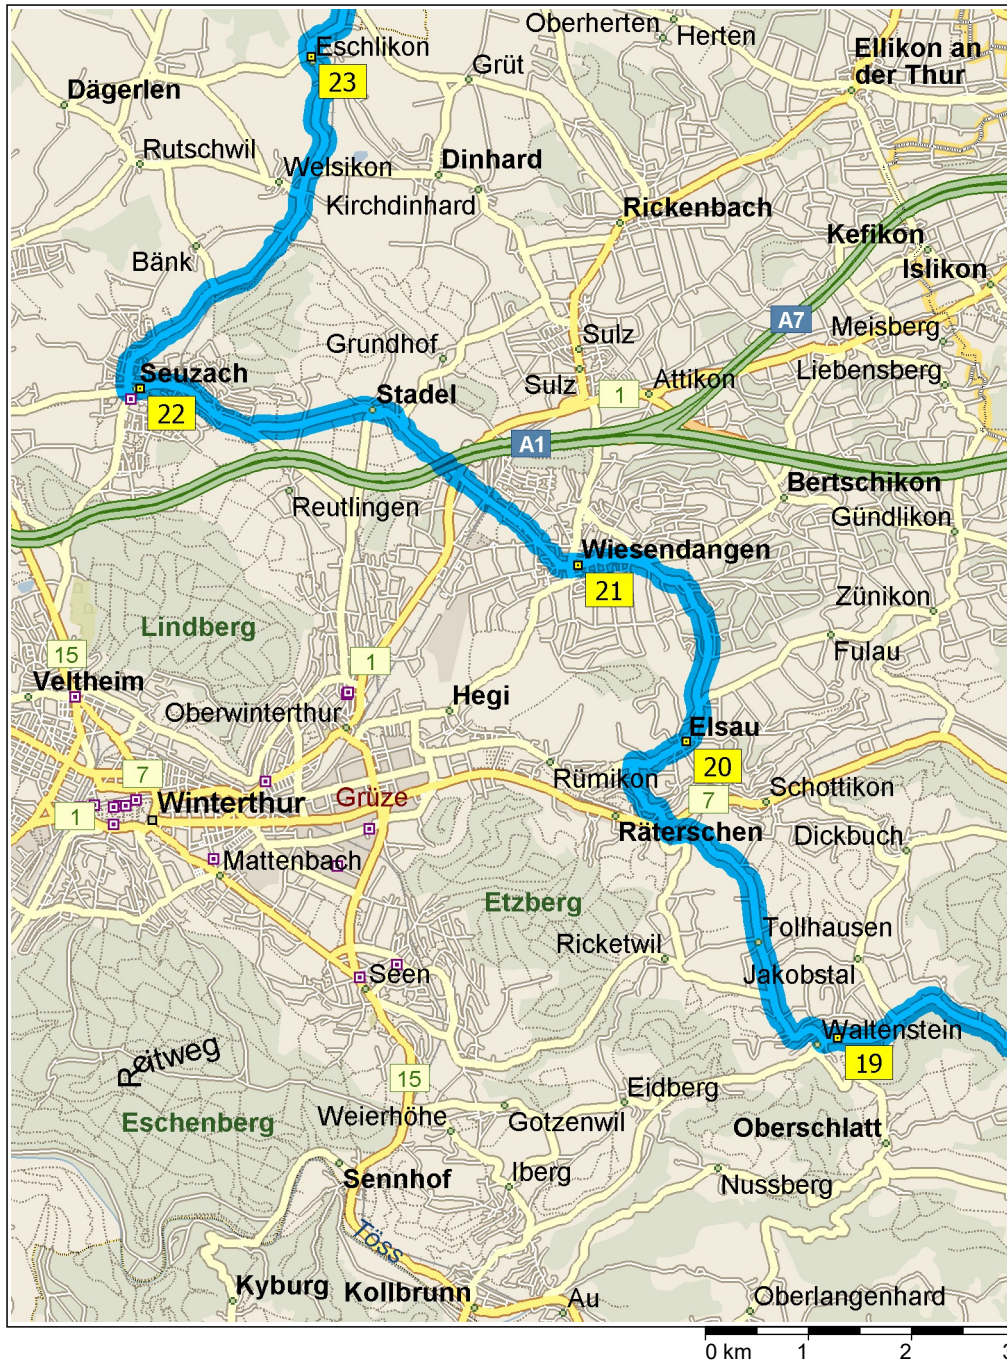 Oberherten
Herten
Eschlikon
Ellikon an
der Thur
Grüt
23
Dägerlen
Rutschwil
Welsikon
Dinhard
Kirchdinhard
Rickenbach
Kefikon
Bänk
Islikon
A7
Meisberg
Sulz
Grundhof
Liebensberg
Seuzach
Sulz
1
Attikon
Stadel
22
A1
Bertschikon
Reutlingen
Gündlikon
Wiesendangen
21
Zünikon
Lindberg
Fulau
15
1
Veltheim
Hegi
Oberwinterthur
Elsau
20
7
Rümikon
Schottikon
Winterthur
Grüze
7
1
Räterschen
Dickbuch
Mattenbach
Etzberg
Tollhausen
Ricketwil
Seen
Jakobstal
Waltenstein
Reitweg
19
15
Eidberg
Weierhöhe
Gotzenwil
Eschenberg
Oberschlatt
Sennhof
Iberg
Nussberg
Töss
Kyburg
Kollbrunn
Au
Oberlangenhard
0 km 1 2 3